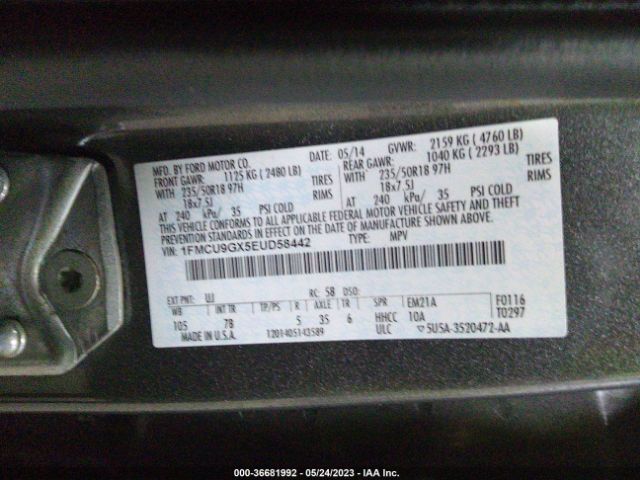 MFD. BY FORD MOTOR CO. DATE: 05/14 GVWR: 2159 KG ( 4760 LB)
FRONT GAWR: 1125 KG ( 2480 LB) REAR GAWR: 1040 KG ( 2293 LB)
WITH 235/50R18 97H TIRES WITH 235/50R18 97H TIRES
18x7.5J RIMS 18x7.5J RIMS
AT 240 kPa/ 35 PSI COLD AT 240 kPa/ 35 PSI COLD
THIS VEHICLE CONFORMS TO ALL APPLICABLE FEDERAL MOTOR VEHICLE SAFETY AND THEFT
PREVENTION STANDARDS IN EFFECT ON THE DATE OF MANUFACTURE SHOWN ABOVE.
VIN: 1FMCU9GX5EUD58442 TYPE: MPV
EXT PNT: UJ RC: 58 DSO:
WB INT TR TP/PS R AXLE TR SPR EM21A F0116
105 7B 5 35 6 HHCC 10A T0297
MADE IN U.S.A. 1201405143589 ULC 5U5A-3520472-AA
000-36681992 - 05/24/2023 - IAA Inc.